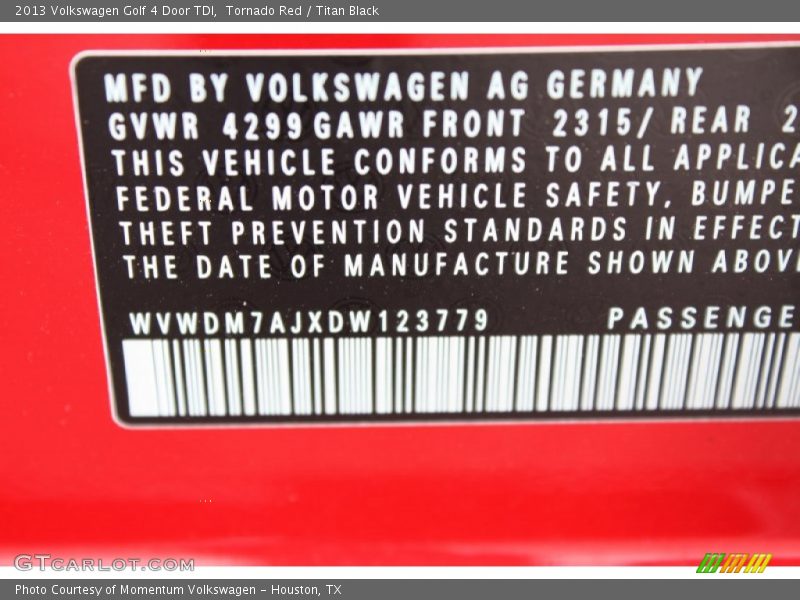 2013 Volkswagen Golf 4 Door TDI, Tornado Red / Titan Black
MFD BY VOLKSWAGEN AG GERMANY
GVWR 4299 GAWR FRONT 2315/ REAR 2
THIS VEHICLE CONFORMS TO ALL APPLICA
FEDERAL MOTOR VEHICLE SAFETY, BUMPE
THEFT PREVENTION STANDARDS IN EFFECT
THE DATE OF MANUFACTURE SHOWN ABOVE
WVWDM7AJXDW123779 PASSENGE
GTCARLOT.COM
Photo Courtesy of Momentum Volkswagen - Houston, TX